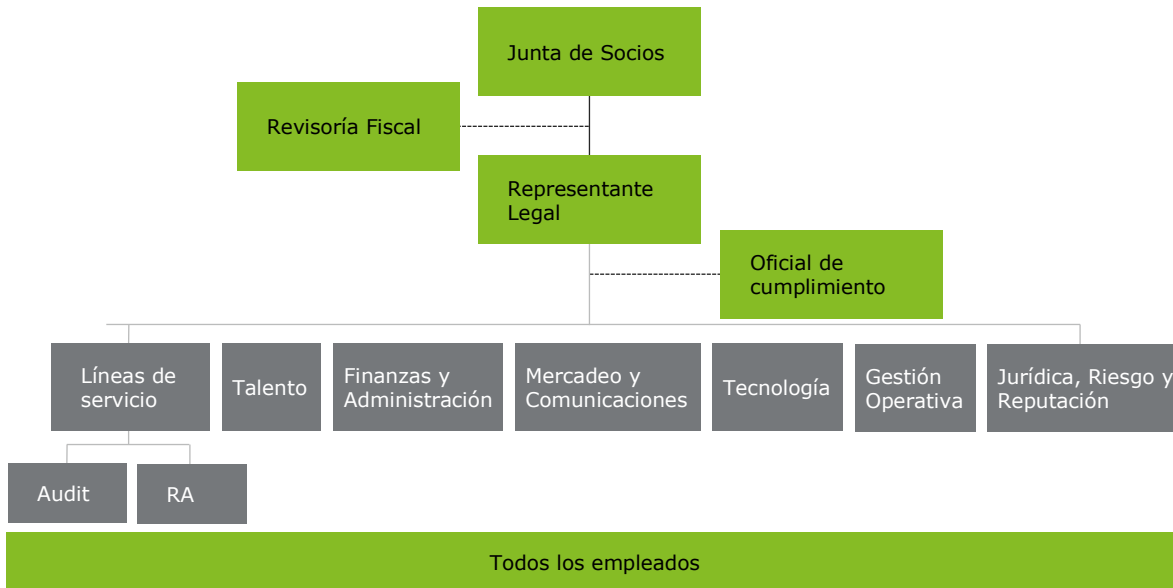 Junta de Socios
Revisoría Fiscal
Representante
Legal
Oficial de
cumplimiento
Líneas de
servicio
Talento
Finanzas y
Administración
Mercadeo y
Comunicaciones
Tecnología
Gestión
Operativa
Jurídica, Riesgo y
Reputación
Audit
RA
Todos los empleados